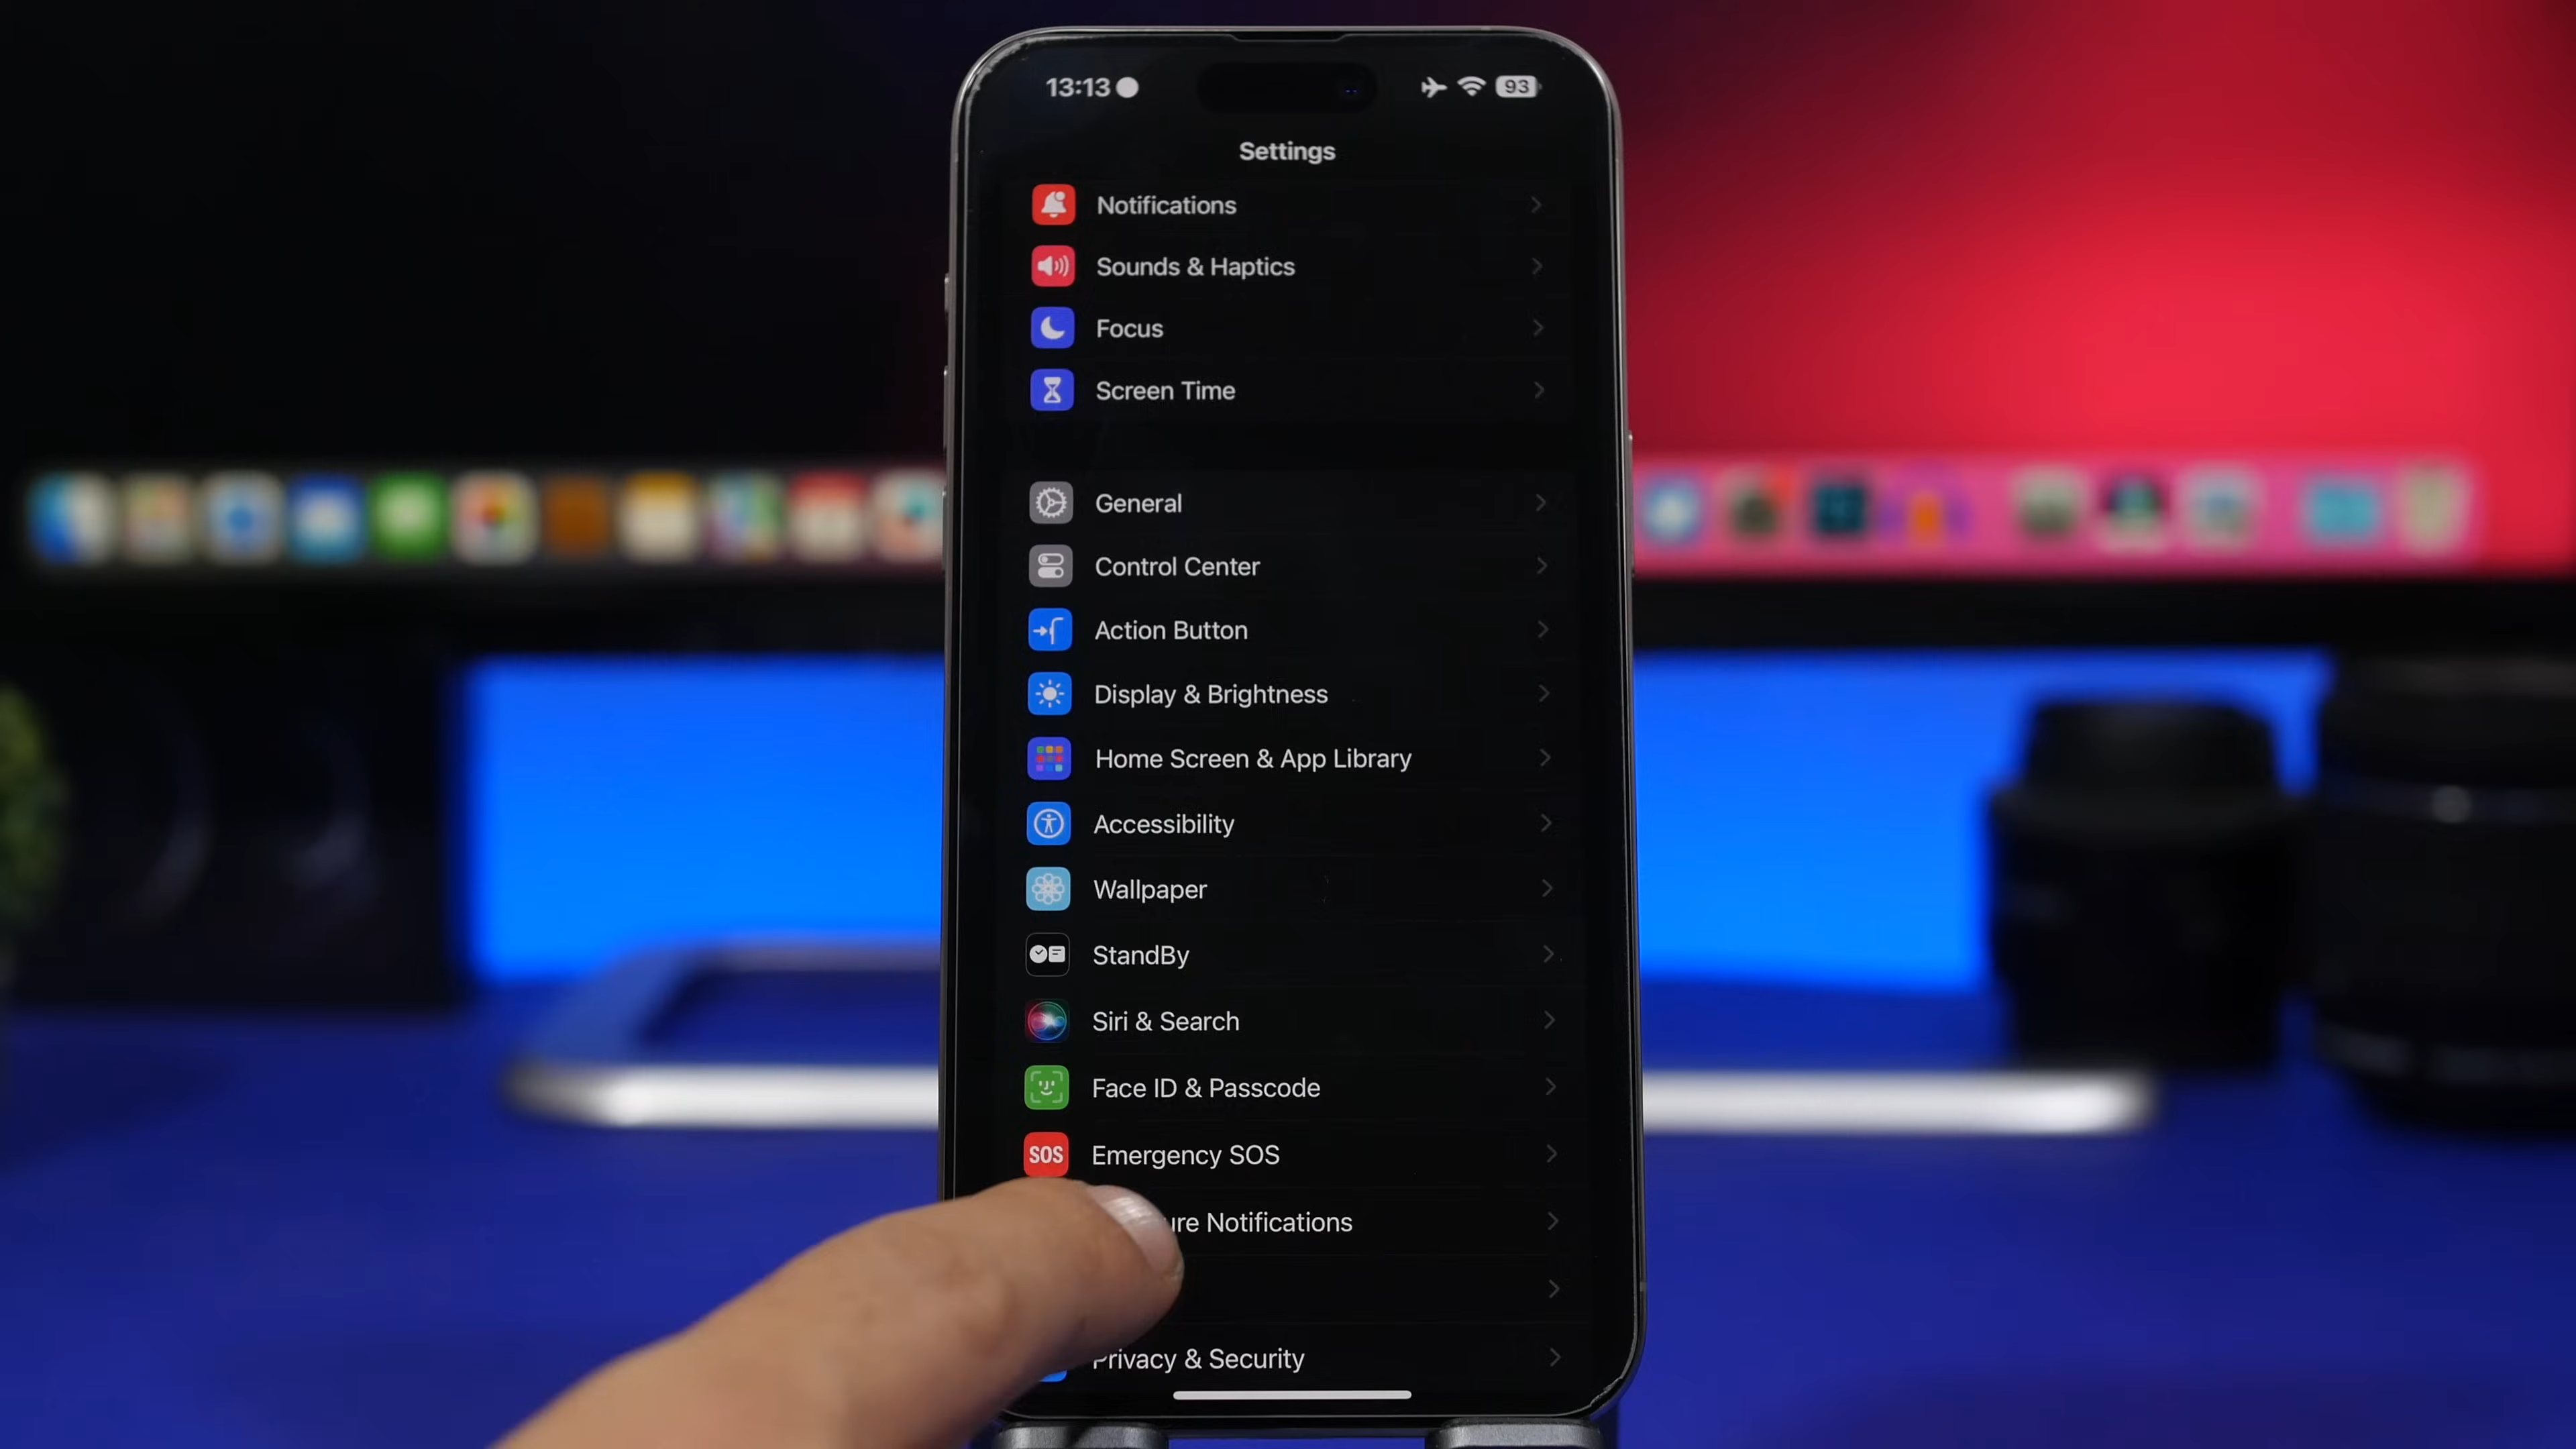 13:13
93
Settings
Notifications
Sounds & Haptics
Focus
Screen Time
General
Control Center
Action Button
Display & Brightness
Home Screen & App Library
Accessibility
Wallpaper
StandBy
Siri & Search
Face ID & Passcode
SOS Emergency SOS
ure Notifications
Privacy & Security